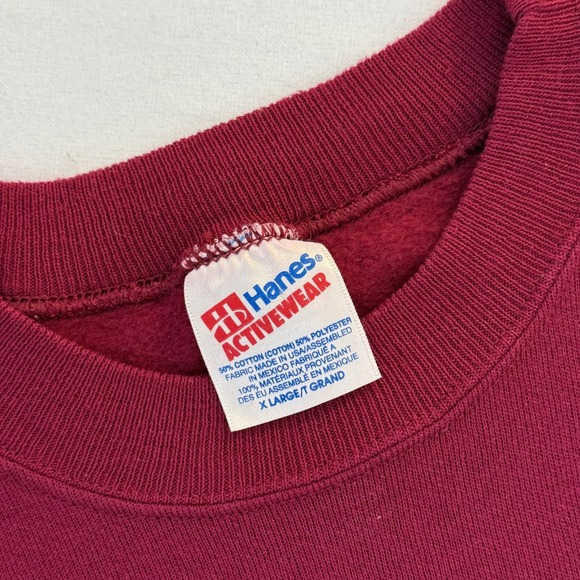 Hanes®
ACTIVEWEAR
50% COTTON (COTON) 50% POLYESTER
FABRIC MADE IN USA/ASSEMBLED
IN MEXICO FABRIQUÉ A
100% MATÉRIAUX PROVENANT
DES EU ASSEMBLÉ EN MEXIQUE
X LARGE/T GRAND